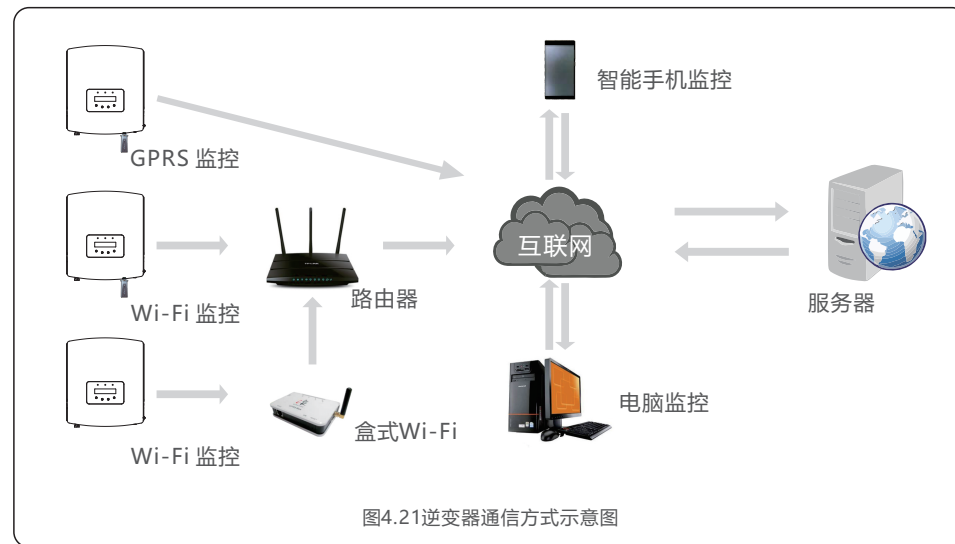 智能手机监控
GPRS 监控
互联网
路由器
服务器
Wi-Fi 监控
电脑监控
盒式Wi-Fi
Wi-Fi 监控
图4.21逆变器通信方式示意图